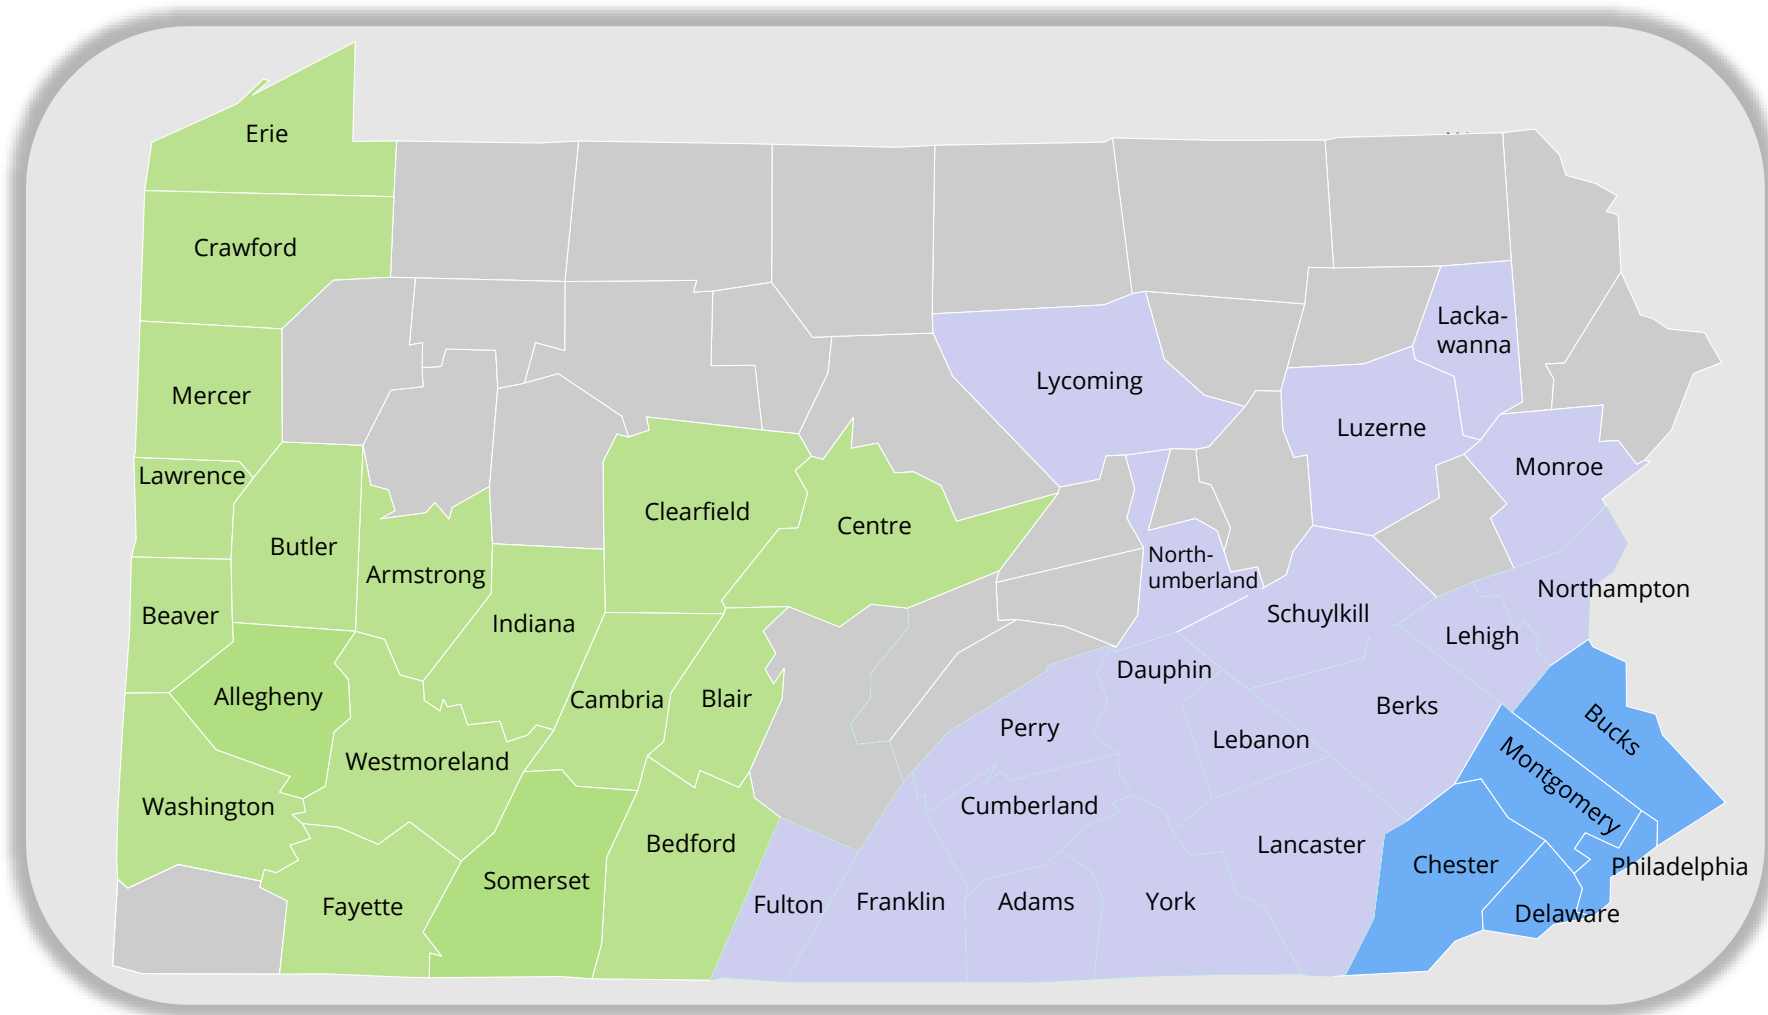 Erie
Crawford
Lacka-
wanna
Mercer
Lycoming
Luzerne
Monroe
Lawrence
Clearfield
Centre
Butler
Armstrong
North-
umberland
Northampton
Beaver
Indiana
Schuylkill
Lehigh
Dauphin
Allegheny
Cambria
Blair
Berks
Perry
Lebanon
Bucks
Westmoreland
Montgomery
Washington
Cumberland
Bedford
Lancaster
Chester
Philadelphia
Somerset
Fayette
Fulton
Franklin
Adams
York
Delaware